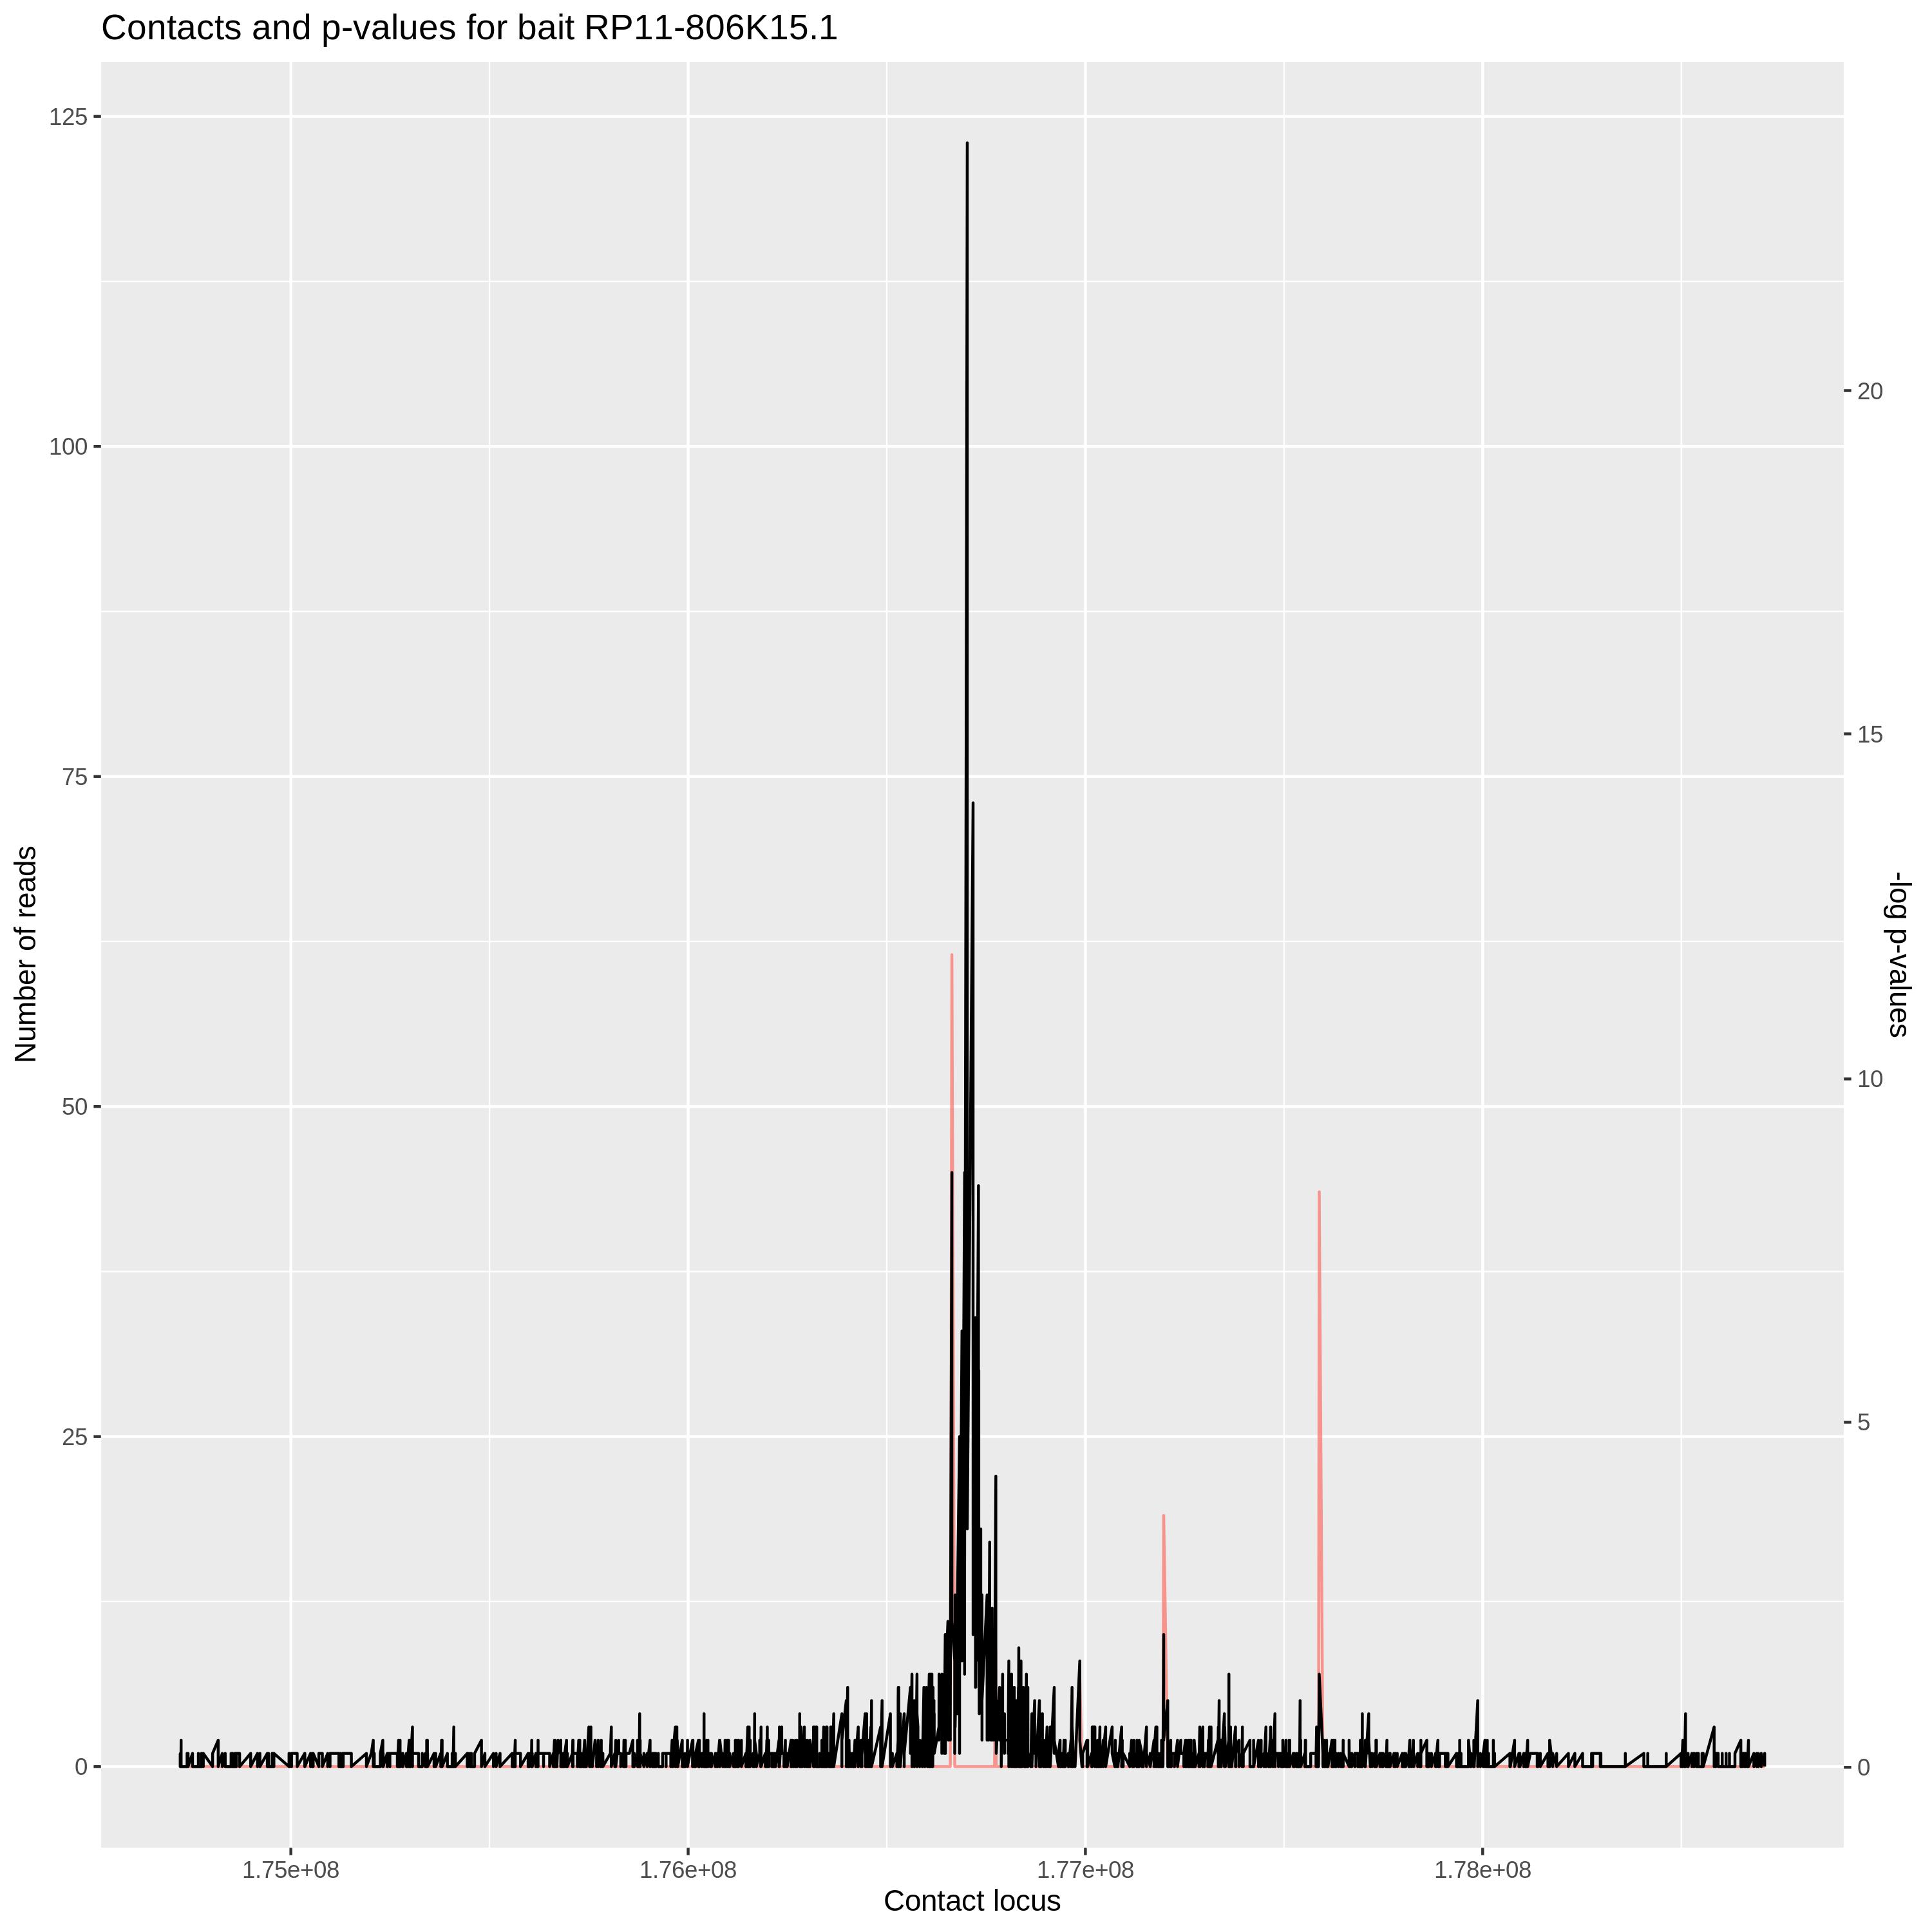 Contacts and p-values for bait RP11-806K15.1
125
100
75
50
25
0
Number of reads
20
15
10
5
0
-log p-values
1.75e+08
1.76e+08
1.77e+08
1.78e+08
Contact locus